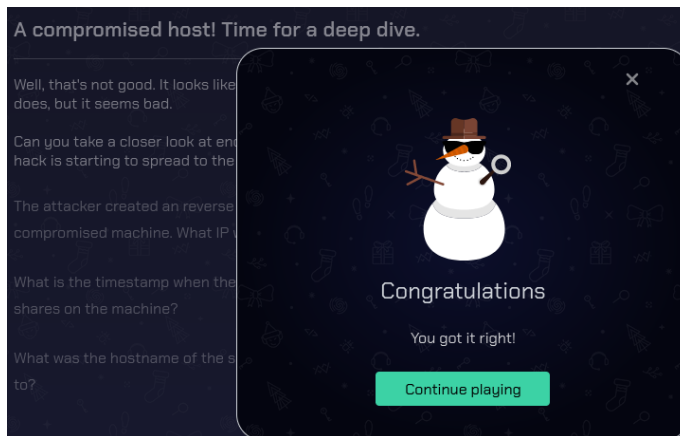 A compromised host! Time for a deep dive.
Well, that's not good. It looks like
does, but it seems bad.
Can you take a closer look at
hack is starting to spread to the
The attacker created an reverse
compromised machine. What IP
What is the timestamp when the
shares on the machine?
What was the hostname of the
to?
Congratulations
You got it right!
Continue playing